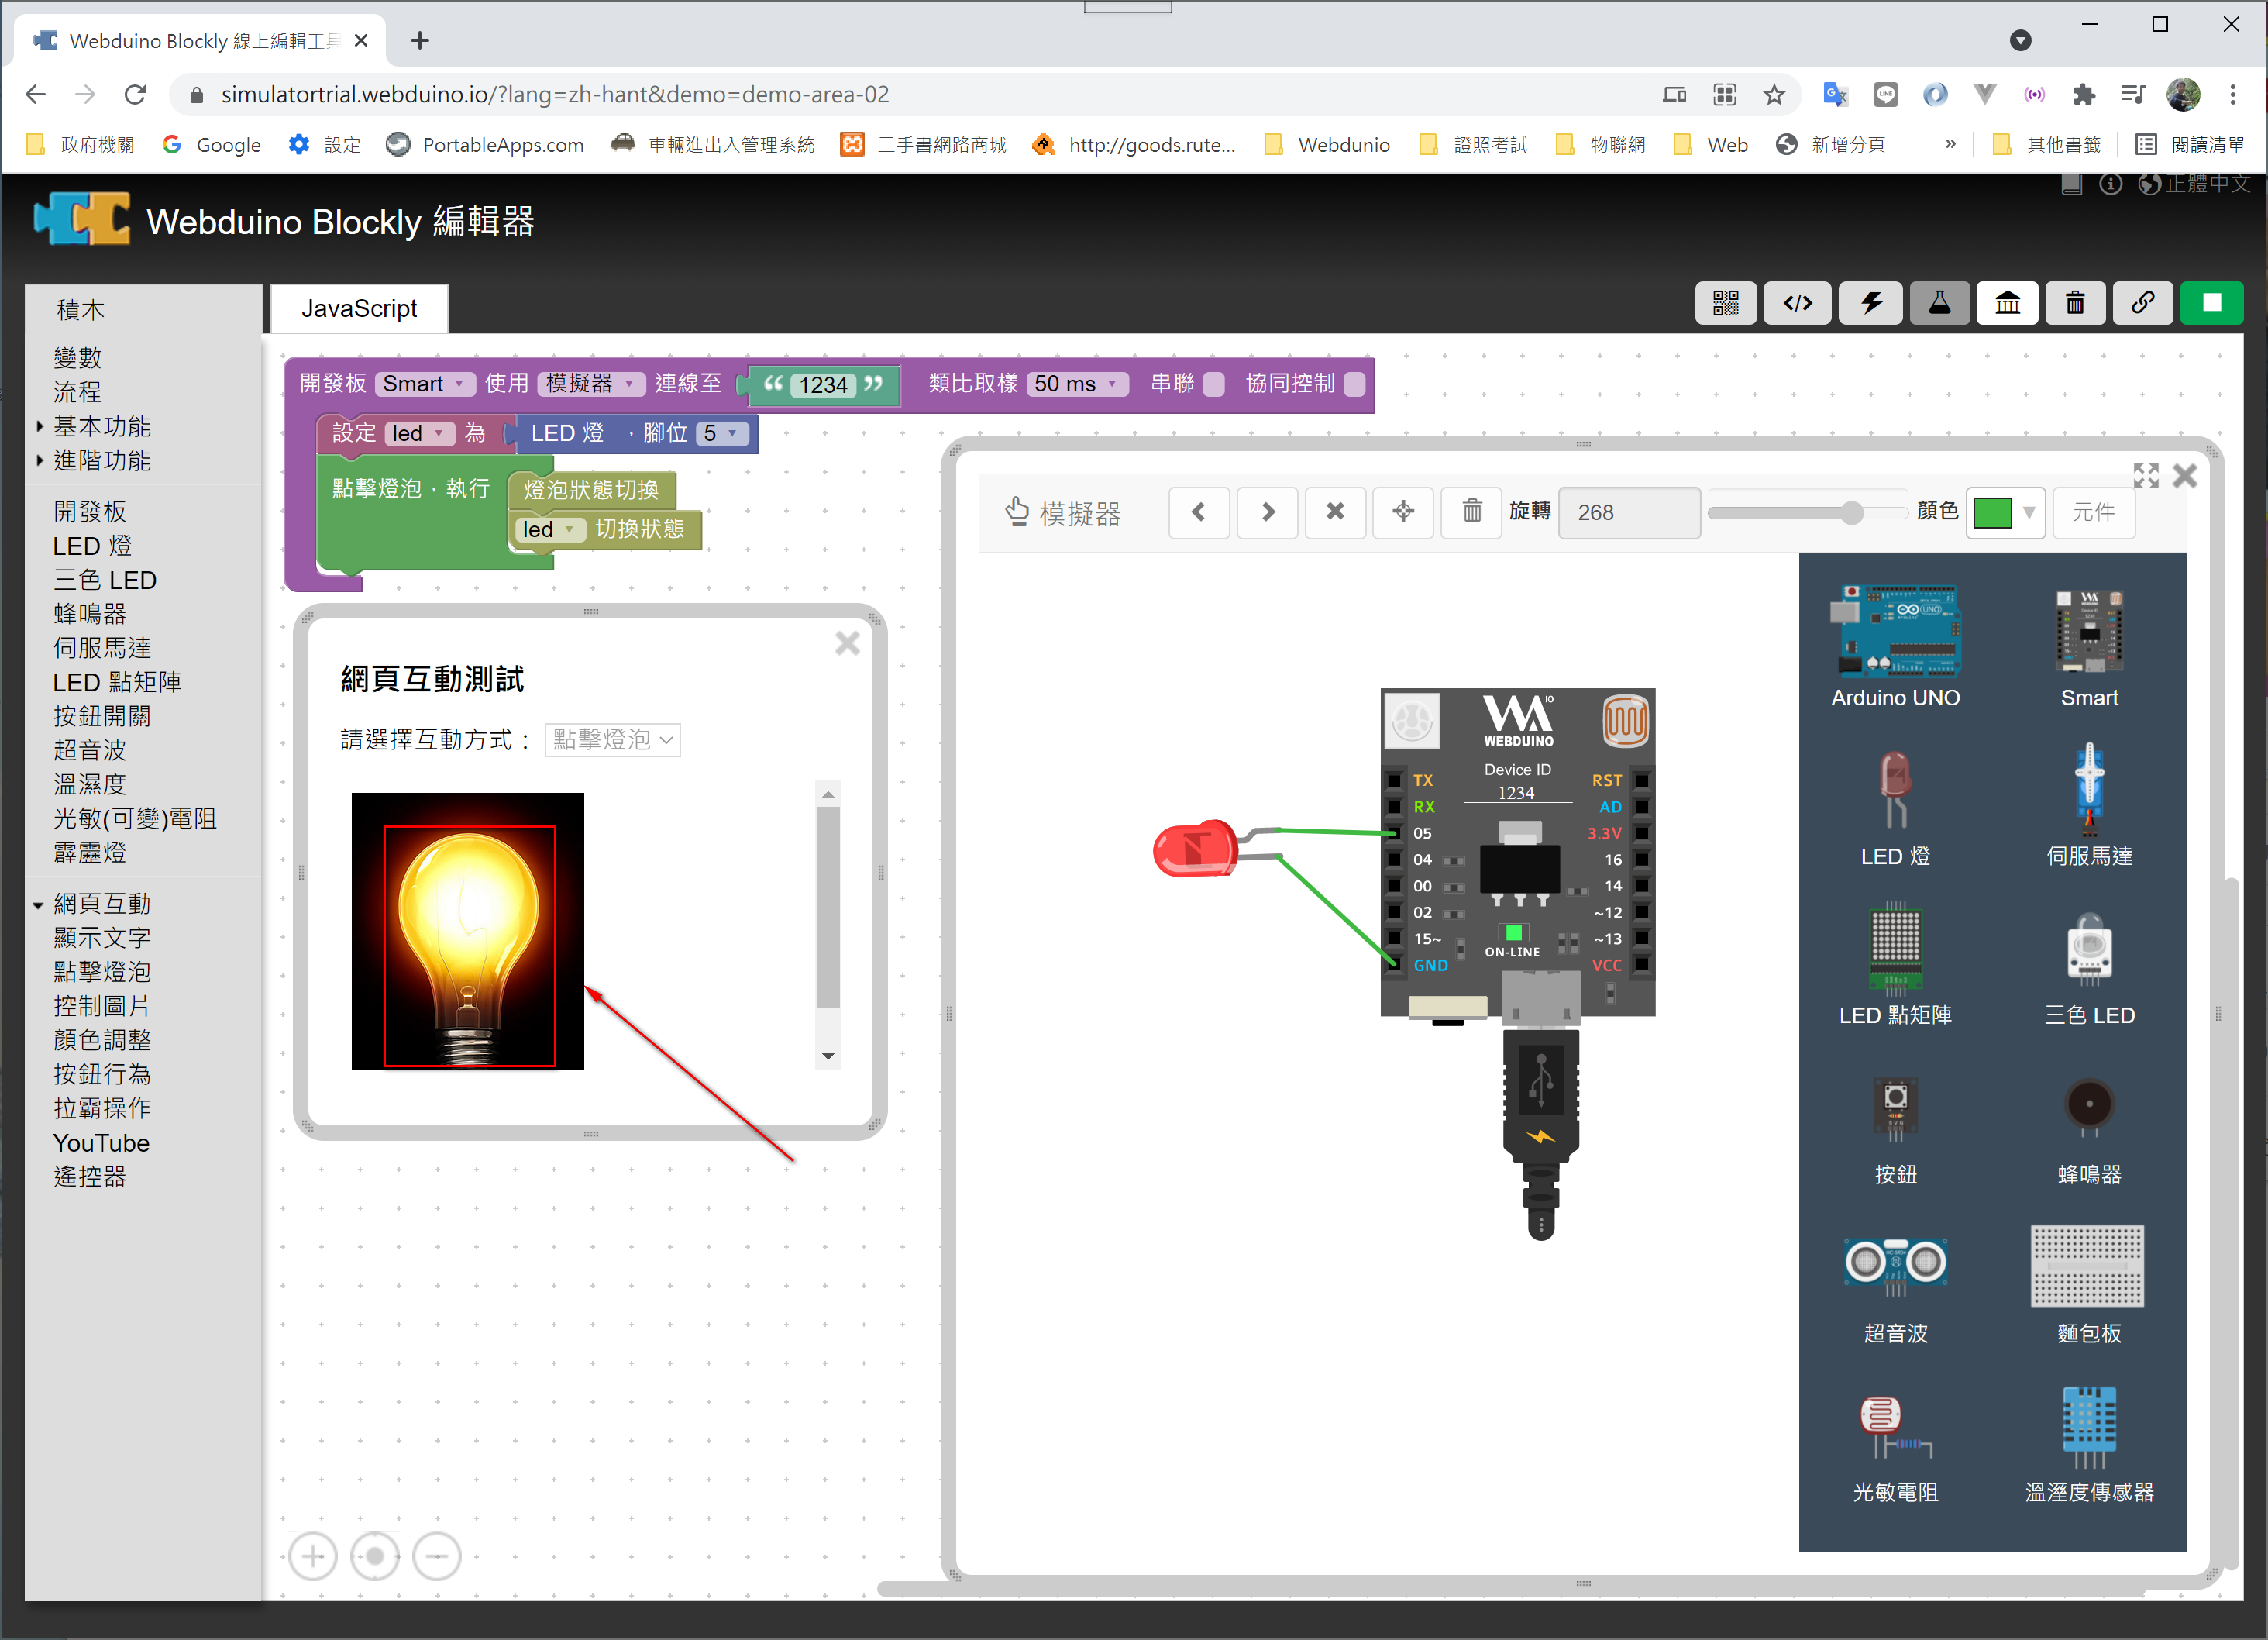 Webduino Blockly 線上編輯工具
simulatortrial.webduino.io/?lang=zh-hant&demo=demo-area-02
政府機關 Google 設定 PortableApps.com 車輛進出入管理系統 二手書網路商城 http://goods.rute... Webdunio 證照考試 物聯網 Web 新增分頁 » 其他書籤 閱讀清單
正體中文
Webduino Blockly 編輯器
積木
JavaScript
變數
流程
基本功能
進階功能
開發板
LED 燈
三色 LED
蜂鳴器
伺服馬達
LED 點矩陣
按鈕開關
超音波
溫濕度
光敏(可變)電阻
霹靂燈
網頁互動
顯示文字
點擊燈泡
控制圖片
顏色調整
按鈕行為
拉霸操作
YouTube
遙控器
開發板 Smart 使用 模擬器 連線至 “ 1234 ” 類比取樣 50 ms 串聯 協同控制
設定 led 為 LED 燈 ,腳位 5
點擊燈泡,執行 燈泡狀態切換
led 切換狀態
網頁互動測試
請選擇互動方式: 點擊燈泡
模擬器 旋轉 268 顏色 元件
WEBDUINO IO
Device ID
1234
TX RST
RX AD
05 3.3V
04 16
00 14
02 ~12
15~ ~13
ON-LINE
GND VCC
Arduino UNO Smart
LED 燈 伺服馬達
LED 點矩陣 三色 LED
按鈕 蜂鳴器
超音波 麵包板
光敏電阻 溫溼度傳感器